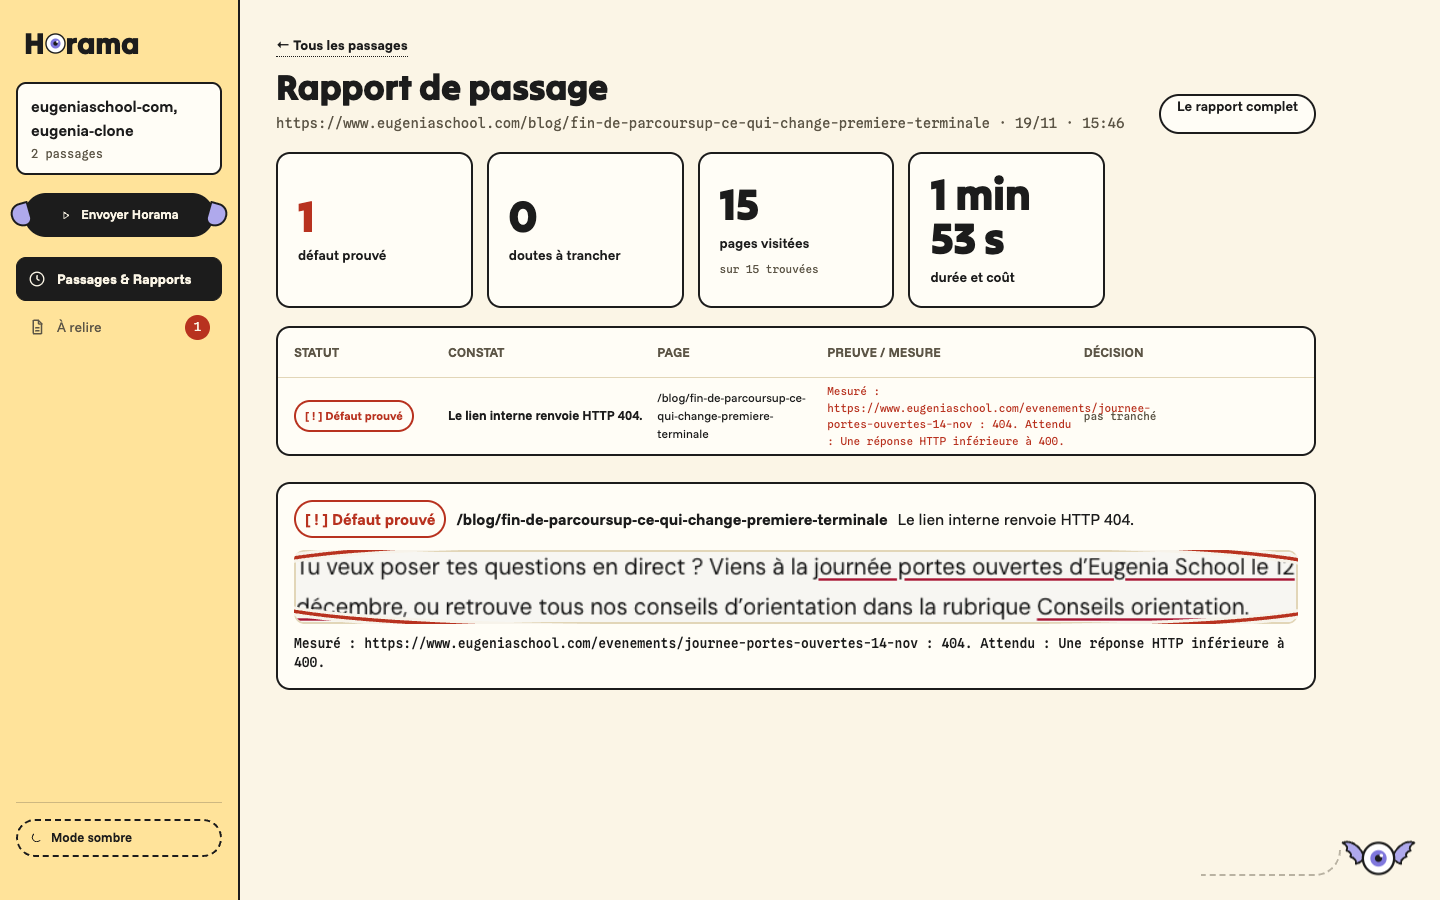 Horama
eugeniaschool-com,
eugenia-clone
2 passages
Envoyer Horama
Passages & Rapports
À relire
1
Mode sombre
← Tous les passages
Rapport de passage
https://www.eugeniaschool.com/blog/fin-de-parcoursup-ce-qui-change-premiere-terminale · 19/11 · 15:46
Le rapport complet
1
défaut prouvé
0
doutes à trancher
15
pages visitées
sur 15 trouvées
1 min
53 s
durée et coût
STATUT CONSTAT PAGE PREUVE / MESURE DÉCISION
[!] Défaut prouvé
Le lien interne renvoie HTTP 404.
/blog/fin-de-parcoursup-ce-
qui-change-premiere-
terminale
Mesuré :
https://www.eugeniaschool.com/evenements/journee-
portes-ouvertes-14-nov : 404. Attendu
: Une réponse HTTP inférieure à 400.
pas tranché
[!] Défaut prouvé /blog/fin-de-parcoursup-ce-qui-change-premiere-terminale Le lien interne renvoie HTTP 404.
Tu veux poser tes questions en direct ? Viens à la journée portes ouvertes d'Eugenia School le 12
décembre, ou retrouve tous nos conseils d'orientation dans la rubrique Conseils orientation.
Mesuré : https://www.eugeniaschool.com/evenements/journee-portes-ouvertes-14-nov : 404. Attendu : Une réponse HTTP inférieure à
400.